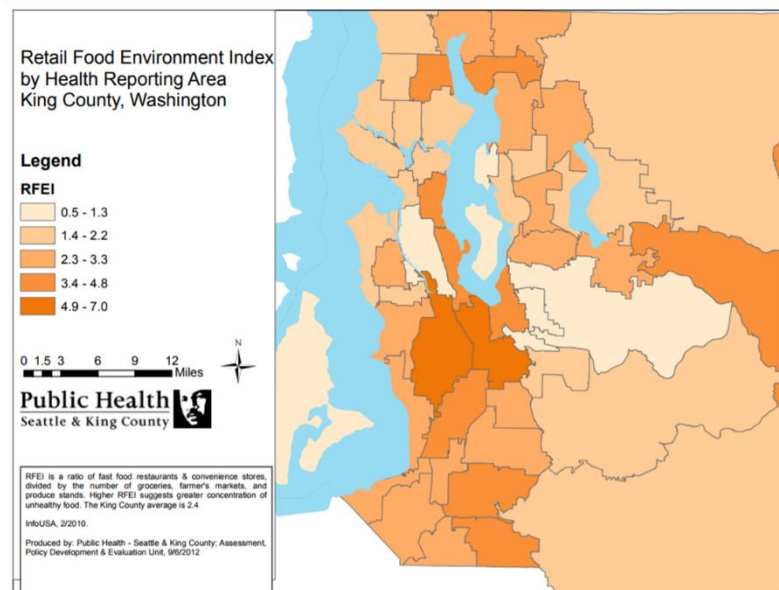 Retail Food Environment Index
by Health Reporting Area
King County, Washington
Legend
RFEI
0.5 - 1.3
1.4 - 2.2
2.3 - 3.3
3.4 - 4.8
4.9 - 7.0
N
0 1.5 3 6 9 12
Miles
Public Health
Seattle & King County
RFEI is a ratio of fast food restaurants & convenience stores,
divided by the number of groceries, farmer's markets, and
produce stands. Higher RFEI suggests greater concentration of
unhealthy food. The King County average is 2.4
InfoUSA, 2/2010.
Produced by: Public Health - Seattle & King County; Assessment,
Policy Development & Evaluation Unit, 9/6/2012